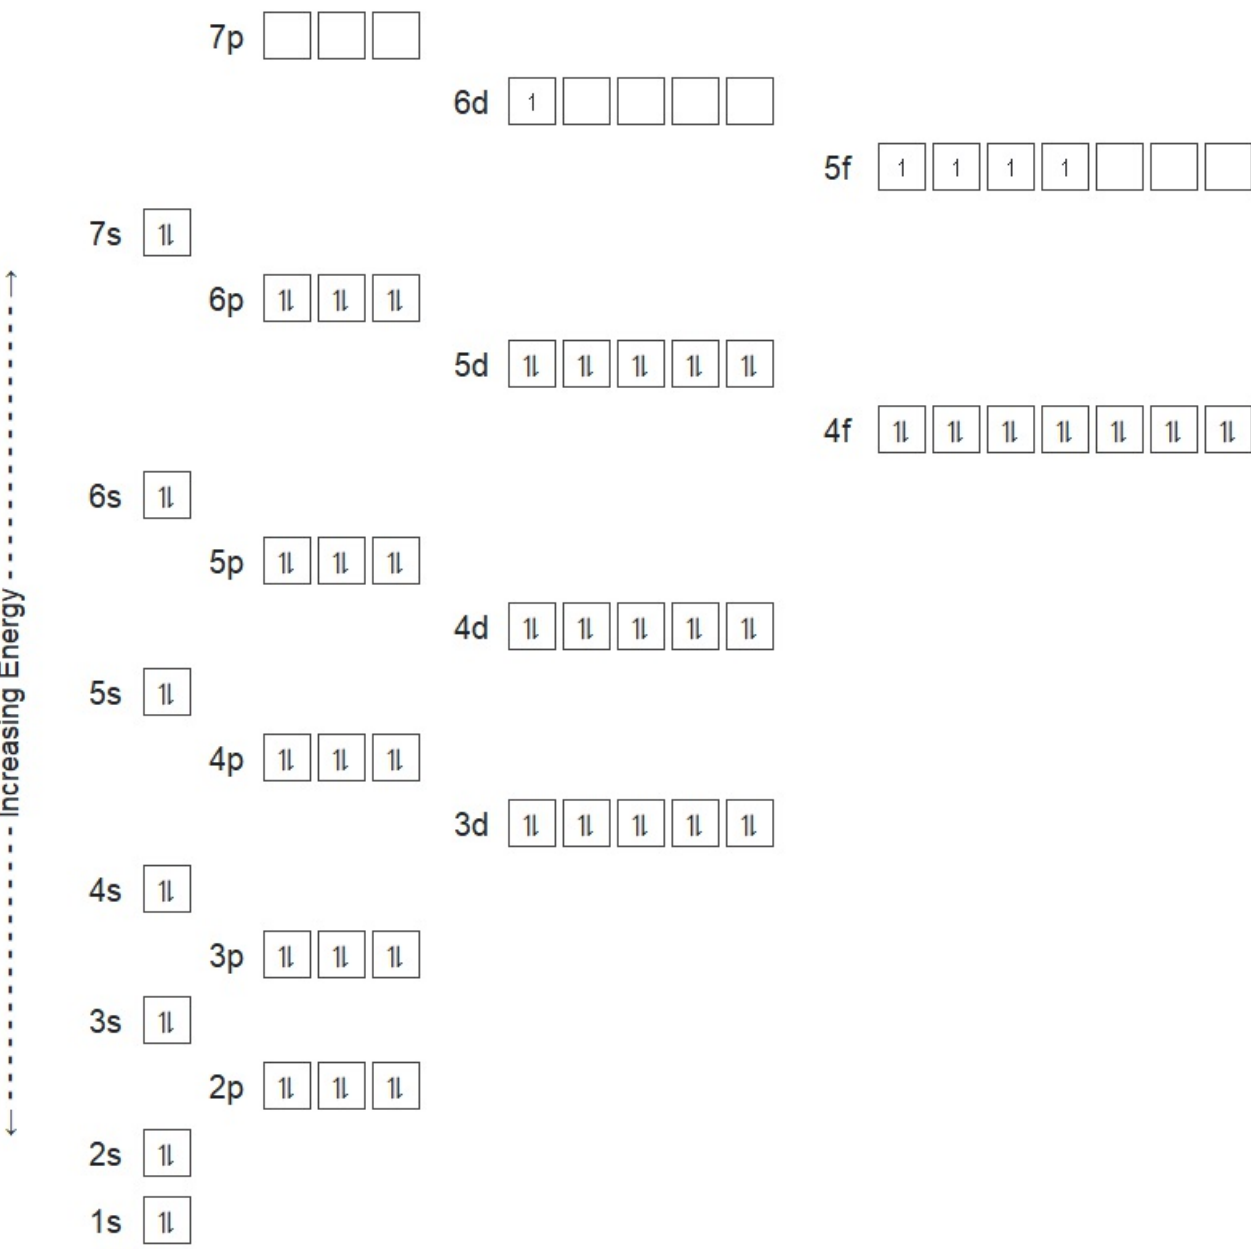 7p
6d 1
5f 1 1 1 1
7s 1l
6p 1l 1l 1l
5d 1l 1l 1l 1l 1l
4f 1l 1l 1l 1l 1l 1l 1l
6s 1l
5p 1l 1l 1l
4d 1l 1l 1l 1l 1l
5s 1l
4p 1l 1l 1l
3d 1l 1l 1l 1l 1l
4s 1l
3p 1l 1l 1l
3s 1l
2p 1l 1l 1l
2s 1l
1s 1l
Increasing Energy